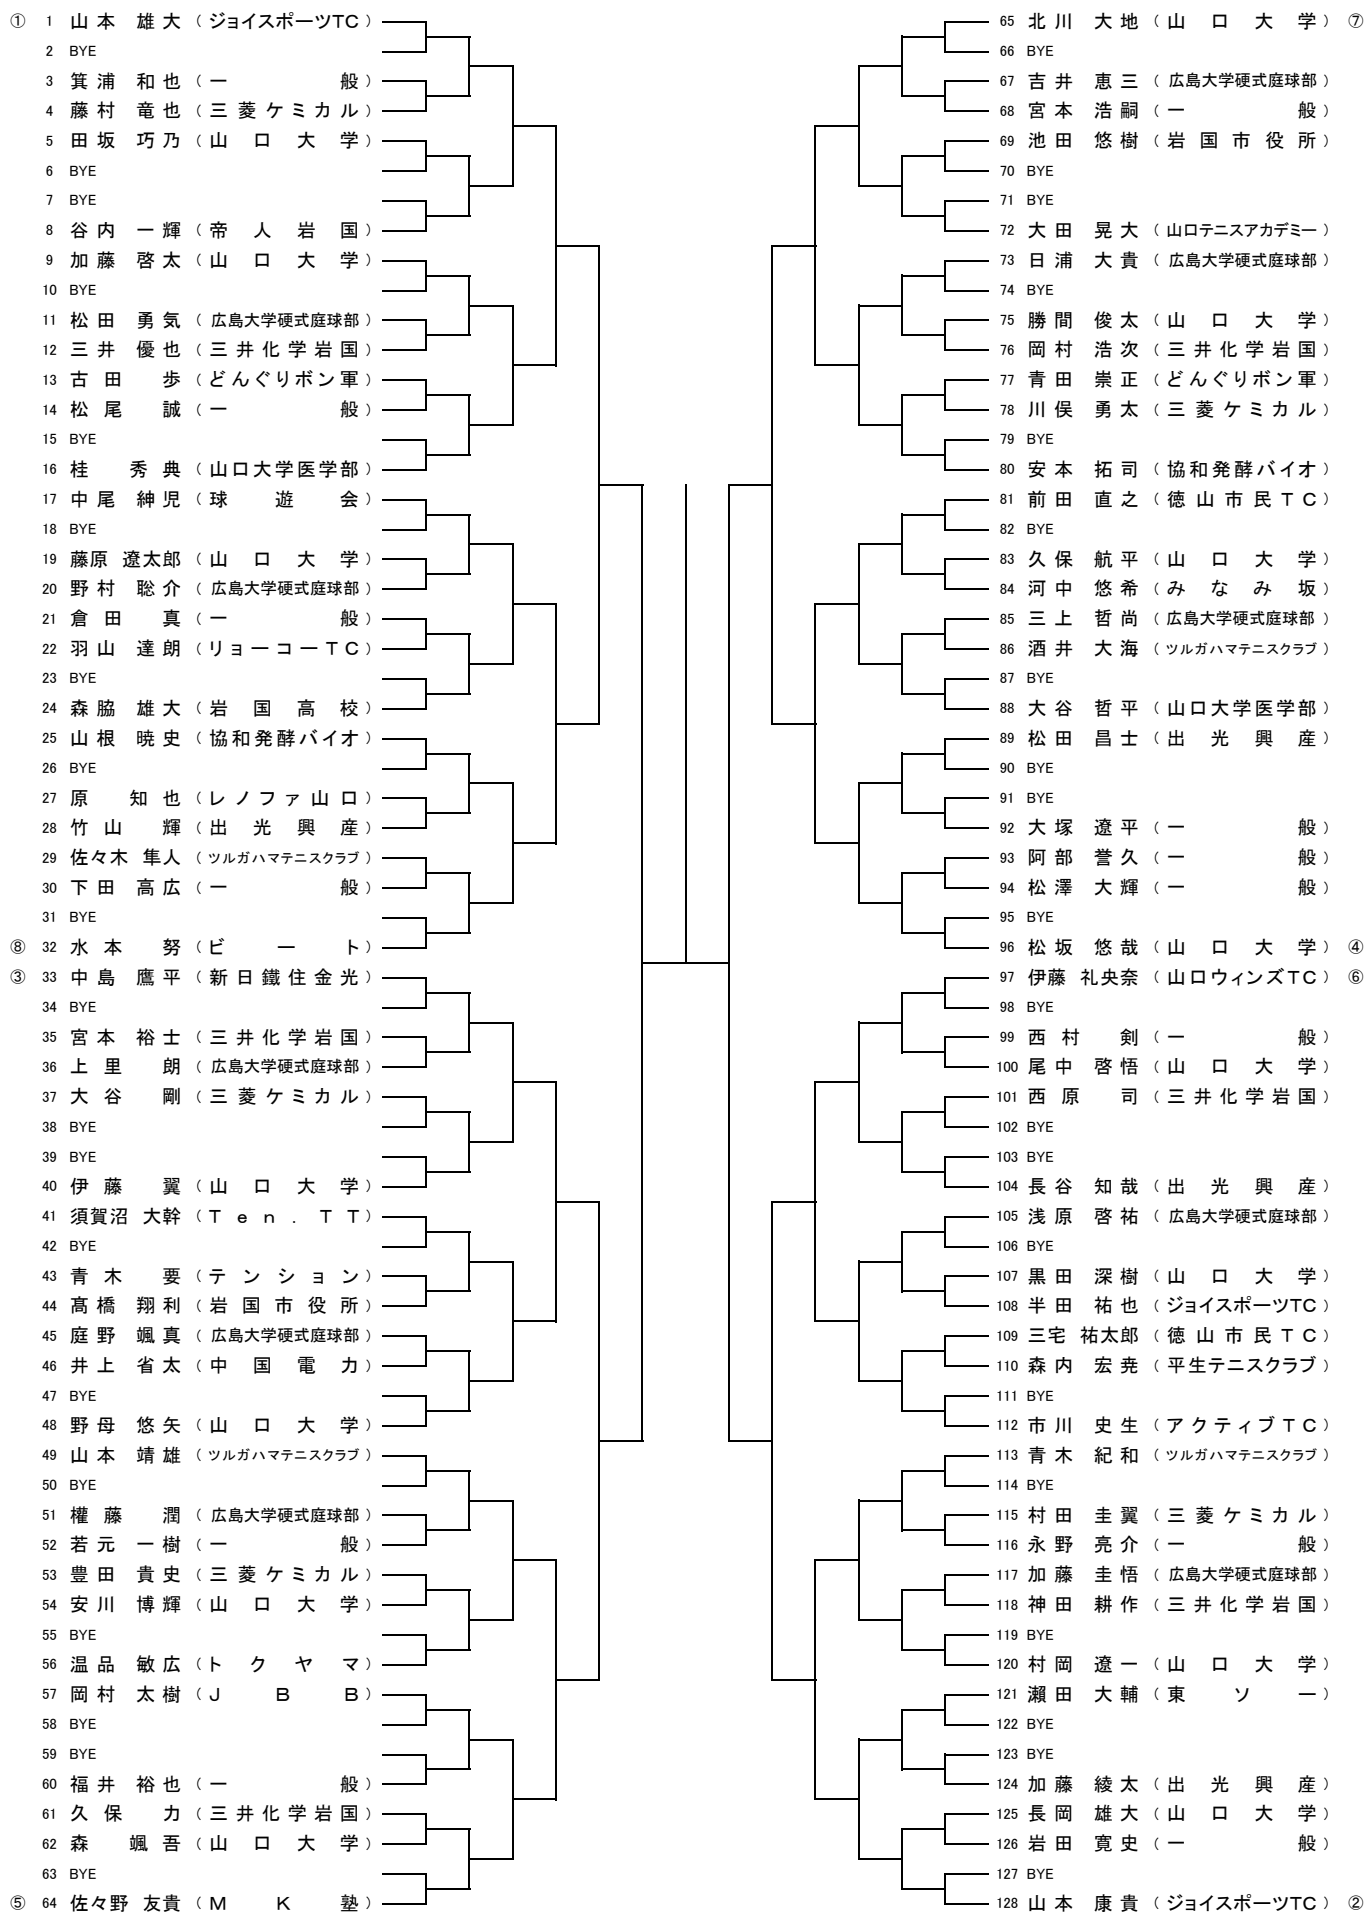 ① 1 山本 雄大 (ジョイスポーツTC)
2 BYE
3 箕浦 和也 (一般)
4 藤村 竜也 (三菱ケミカル)
5 田坂 巧乃 (山口大学)
6 BYE
7 BYE
8 谷内 一輝 (帝人岩国)
9 加藤 啓太 (山口大学)
10 BYE
11 松田 勇気 (広島大学硬式庭球部)
12 三井 優也 (三井化学岩国)
13 古田 歩 (どんぐりボン軍)
14 松尾 誠 (一般)
15 BYE
16 桂 秀典 (山口大学医学部)
17 中尾 紳児 (球遊会)
18 BYE
19 藤原 遼太郎 (山口大学)
20 野村 聡介 (広島大学硬式庭球部)
21 倉田 真 (一般)
22 羽山 達朗 (リョーコーTC)
23 BYE
24 森脇 雄大 (岩国高校)
25 山根 暁史 (協和発酵バイオ)
26 BYE
27 原 知也 (レノファ山口)
28 竹山 輝 (出光興産)
29 佐々木 隼人 (ツルガハマテニスクラブ)
30 下田 高広 (一般)
31 BYE
⑧ 32 水本 努 (ビート)
③ 33 中島 鷹平 (新日鐵住金光)
34 BYE
35 宮本 裕士 (三井化学岩国)
36 上里 朗 (広島大学硬式庭球部)
37 大谷 剛 (三菱ケミカル)
38 BYE
39 BYE
40 伊藤 翼 (山口大学)
41 須賀沼 大幹 (Ten.TT)
42 BYE
43 青木 要 (テンション)
44 髙橋 翔利 (岩国市役所)
45 庭野 颯真 (広島大学硬式庭球部)
46 井上 省太 (中国電力)
47 BYE
48 野母 悠矢 (山口大学)
49 山本 靖雄 (ツルガハマテニスクラブ)
50 BYE
51 權藤 潤 (広島大学硬式庭球部)
52 若元 一樹 (一般)
53 豊田 貴史 (三菱ケミカル)
54 安川 博輝 (山口大学)
55 BYE
56 温品 敏広 (トクヤマ)
57 岡村 太樹 (JBB)
58 BYE
59 BYE
60 福井 裕也 (一般)
61 久保 力 (三井化学岩国)
62 森 颯吾 (山口大学)
63 BYE
⑤ 64 佐々野 友貴 (MK塾)
65 北川 大地 (山口大学) ⑦
66 BYE
67 吉井 恵三 (広島大学硬式庭球部)
68 宮本 浩嗣 (一般)
69 池田 悠樹 (岩国市役所)
70 BYE
71 BYE
72 大田 晃大 (山口テニスアカデミー)
73 日浦 大貴 (広島大学硬式庭球部)
74 BYE
75 勝間 俊太 (山口大学)
76 岡村 浩次 (三井化学岩国)
77 青田 崇正 (どんぐりボン軍)
78 川俣 勇太 (三菱ケミカル)
79 BYE
80 安本 拓司 (協和発酵バイオ)
81 前田 直之 (徳山市民TC)
82 BYE
83 久保 航平 (山口大学)
84 河中 悠希 (みなみ坂)
85 三上 哲尚 (広島大学硬式庭球部)
86 酒井 大海 (ツルガハマテニスクラブ)
87 BYE
88 大谷 哲平 (山口大学医学部)
89 松田 昌士 (出光興産)
90 BYE
91 BYE
92 大塚 遼平 (一般)
93 阿部 誉久 (一般)
94 松澤 大輝 (一般)
95 BYE
96 松坂 悠哉 (山口大学) ④
97 伊藤 礼央奈 (山口ウィンズTC) ⑥
98 BYE
99 西村 剣 (一般)
100 尾中 啓悟 (山口大学)
101 西原 司 (三井化学岩国)
102 BYE
103 BYE
104 長谷 知哉 (出光興産)
105 浅原 啓祐 (広島大学硬式庭球部)
106 BYE
107 黒田 深樹 (山口大学)
108 半田 祐也 (ジョイスポーツTC)
109 三宅 祐太郎 (徳山市民TC)
110 森内 宏尭 (平生テニスクラブ)
111 BYE
112 市川 史生 (アクティブTC)
113 青木 紀和 (ツルガハマテニスクラブ)
114 BYE
115 村田 圭翼 (三菱ケミカル)
116 永野 亮介 (一般)
117 加藤 圭悟 (広島大学硬式庭球部)
118 神田 耕作 (三井化学岩国)
119 BYE
120 村岡 遼一 (山口大学)
121 瀬田 大輔 (東ソー)
122 BYE
123 BYE
124 加藤 綾太 (出光興産)
125 長岡 雄大 (山口大学)
126 岩田 寛史 (一般)
127 BYE
128 山本 康貴 (ジョイスポーツTC) ②